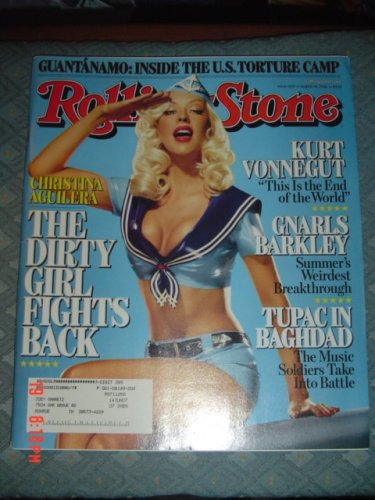 GUANTÁNAMO: INSIDE THE U.S. TORTURE CAMP
Rolling Stone
KURT
VONNEGUT
"This Is the End
of the World"
★★★★★
CHRISTINA
AGUILERA
THE
DIRTY
GIRL
FIGHTS
BACK
★★★★★
GNARLS
BARKLEY
Summer's
Weirdest
Breakthrough
★★★★★
TUPAC IN
BAGHDAD
The Music
Soldiers Take
Into Battle